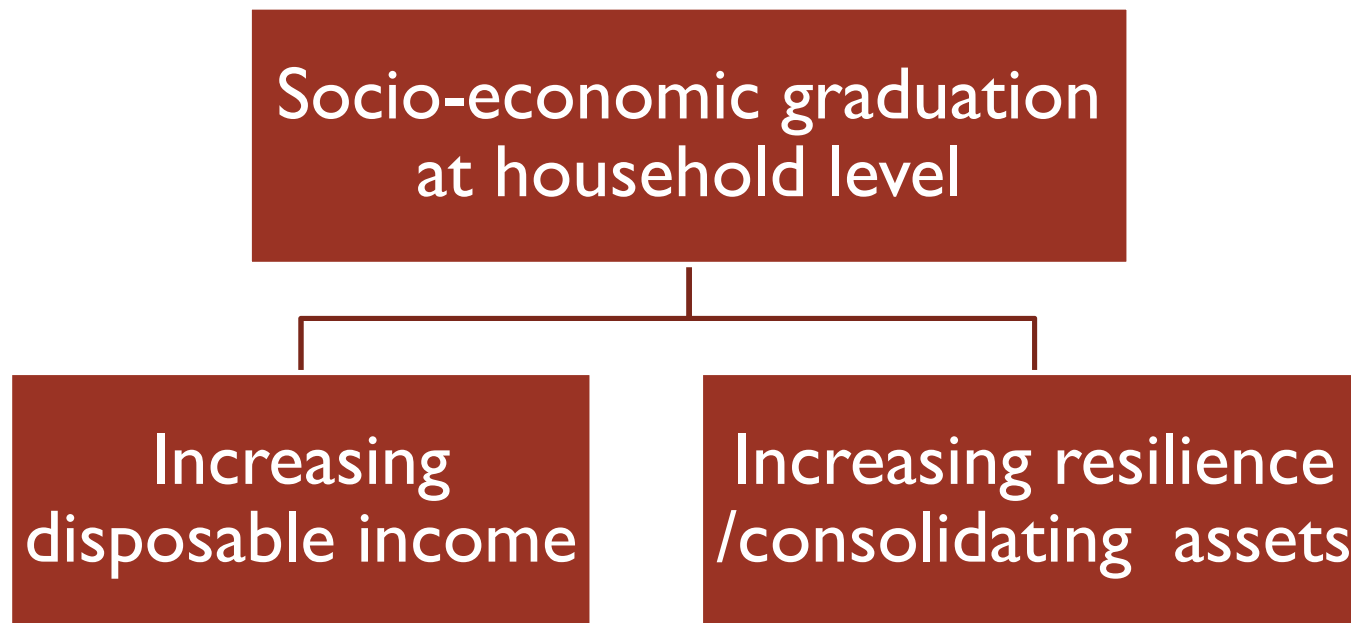 Socio-economic graduation
at household level
Increasing
disposable income
Increasing resilience
/consolidating assets